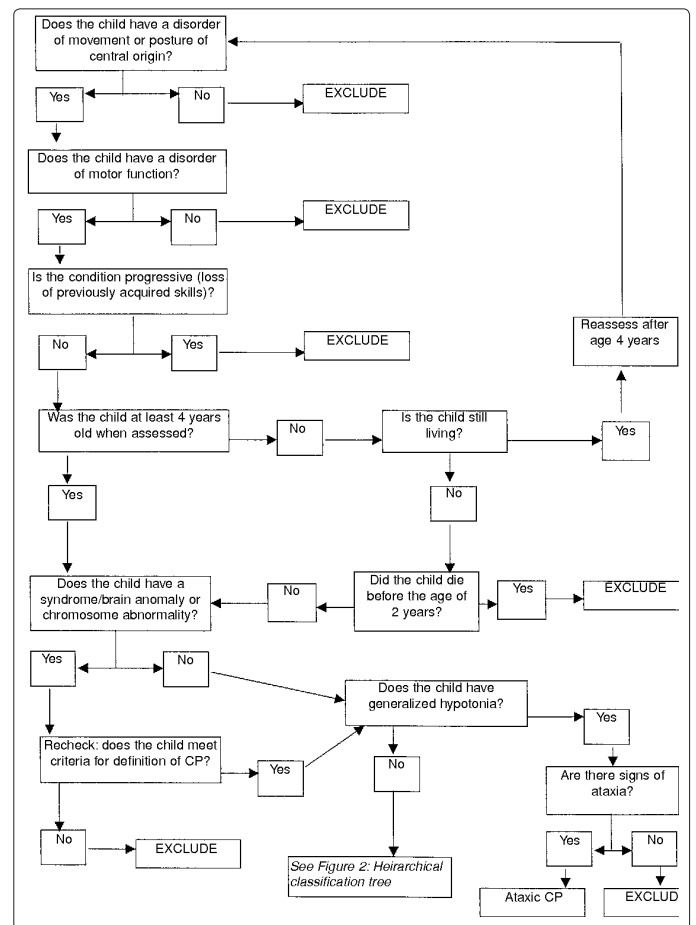 Does the child have a disorder
of movement or posture of
central origin?
Yes
No
EXCLUDE
Does the child have a disorder
of motor function?
Yes
No
EXCLUDE
Is the condition progressive (loss
of previously acquired skills)?
No
Yes
EXCLUDE
Reassess after
age 4 years
Was the child at least 4 years
old when assessed?
No
Is the child still
living?
Yes
Yes
No
Does the child have a
syndrome/brain anomaly or
chromosome abnormality?
No
Did the child die
before the age of
2 years?
Yes
EXCLUDE
Yes
No
Does the child have
generalized hypotonia?
Yes
Recheck: does the child meet
criteria for definition of CP?
Yes
No
Are there signs of
ataxia?
No
EXCLUDE
See Figure 2: Heirarchical
classification tree
Yes
No
Ataxic CP
EXCLUD